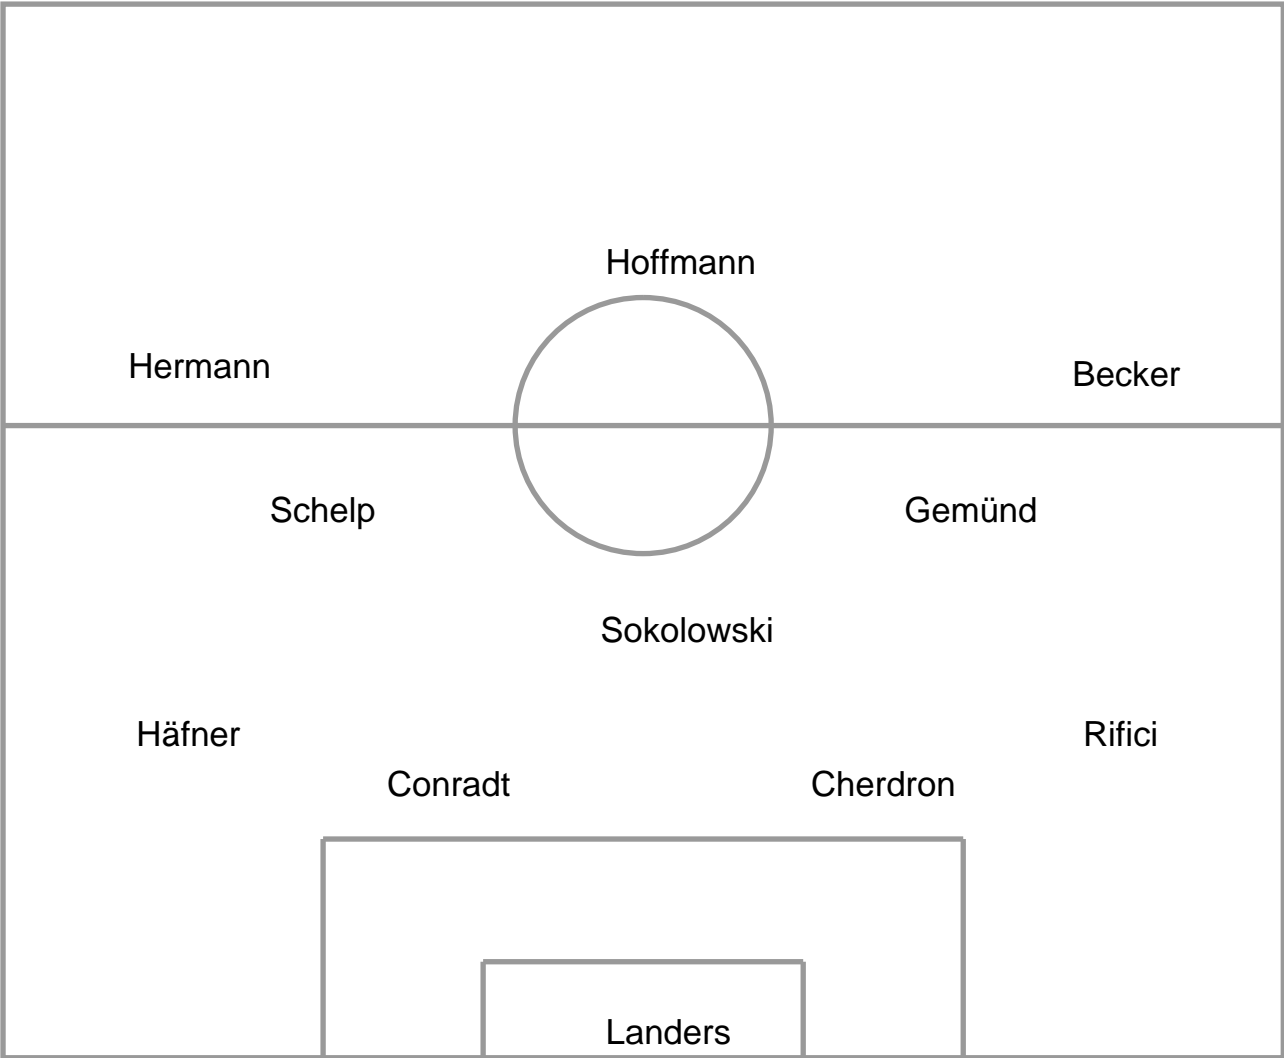 Hoffmann
Hermann
Becker
Schelp
Gemünd
Sokolowski
Häfner
Rifici
Conradt
Cherdron
Landers